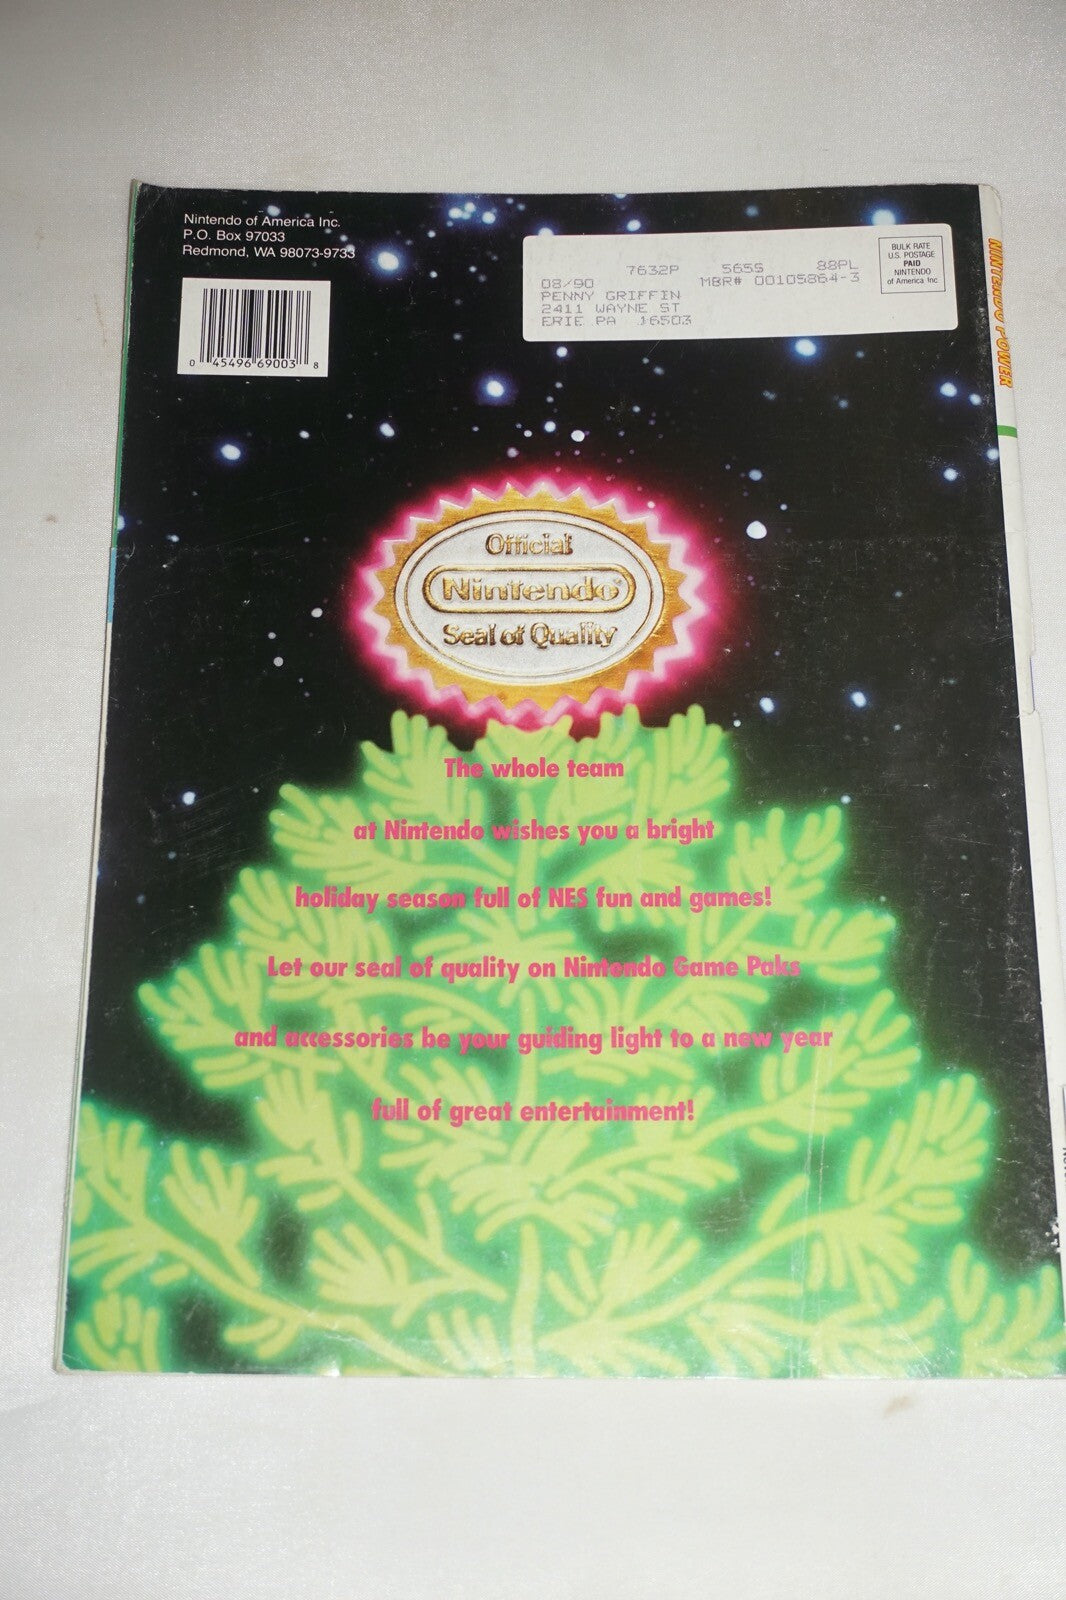 Nintendo of America Inc.
P.O. Box 97033
Redmond, WA 98073-9733
0 45496 69003 8
7632P 5655 88PL
08/90 MBR# 00105864-3
PENNY GRIFFIN
2411 WAYNE ST
ERIE PA 16503
BULK RATE
U.S. POSTAGE
PAID
NINTENDO
of America Inc
NINTENDO POWER
Official
Nintendo®
Seal of Quality
The whole team
at Nintendo wishes you a bright
holiday season full of NES fun and games!
Let our seal of quality on Nintendo Game Paks
and accessories be your guiding light to a new year
full of great entertainment!